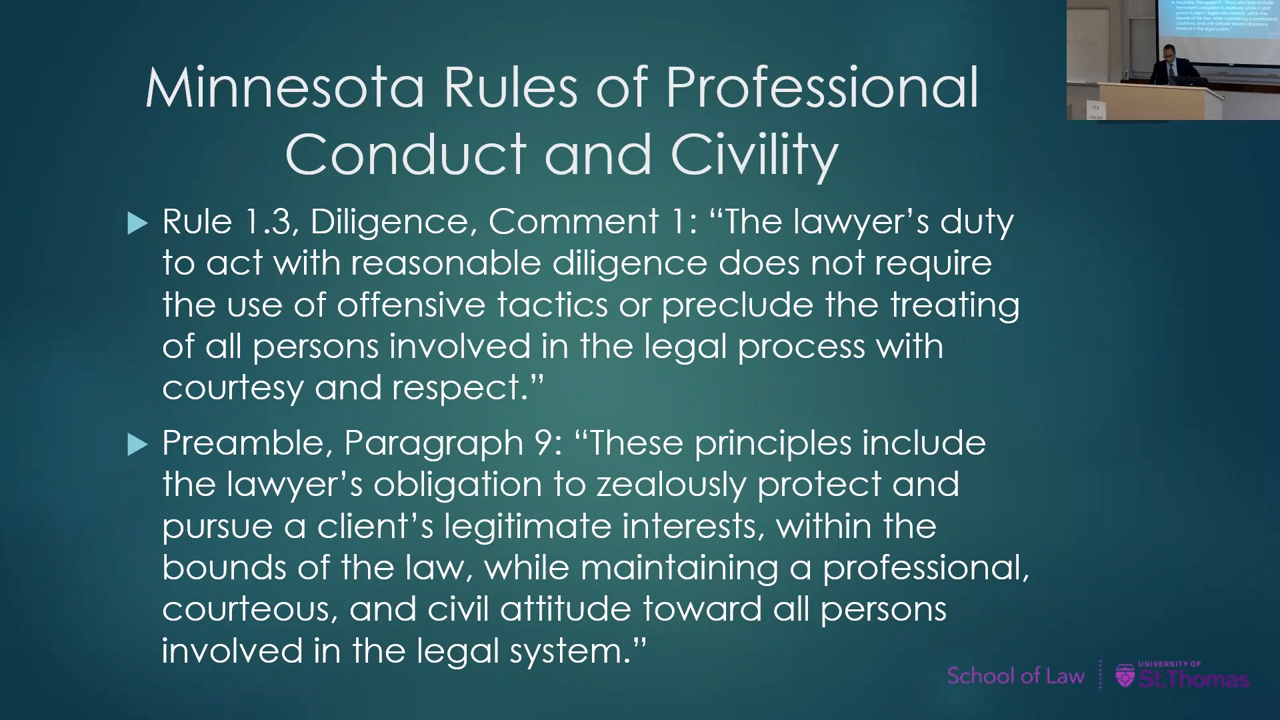 Minnesota Rules of Professional
Conduct and Civility
Rule 1.3, Diligence, Comment 1: “The lawyer’s duty
to act with reasonable diligence does not require
the use of offensive tactics or preclude the treating
of all persons involved in the legal process with
courtesy and respect.”
Preamble, Paragraph 9: “These principles include
the lawyer’s obligation to zealously protect and
pursue a client’s legitimate interests, within the
bounds of the law, while maintaining a professional,
courteous, and civil attitude toward all persons
involved in the legal system.”
School of Law
UNIVERSITY OF
St.Thomas